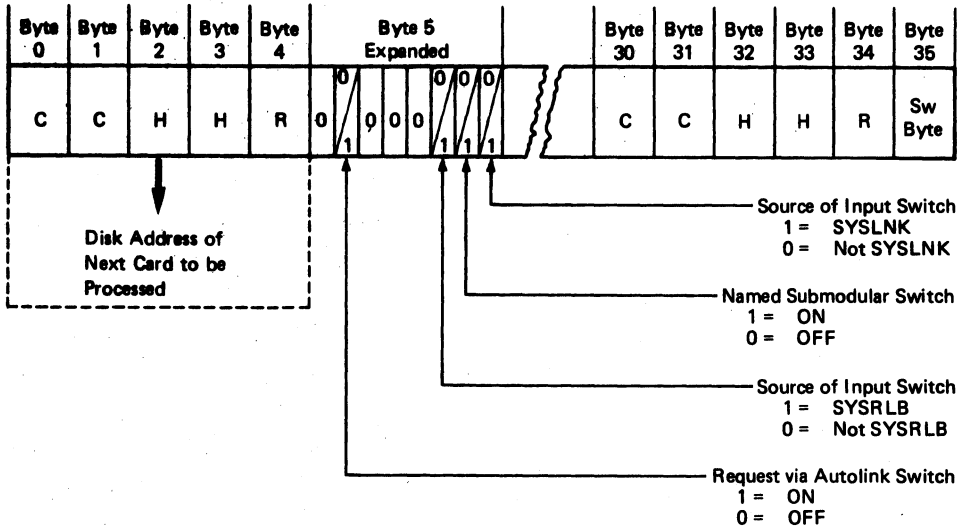 Byte 0 Byte 1 Byte 2 Byte 3 Byte 4 Byte 5 Expanded Byte 30 Byte 31 Byte 32 Byte 33 Byte 34 Byte 35
0 0 0 0
C C H H R 0 0 0 0 C C H H R Sw Byte
1 1 1 1
Disk Address of
Next Card to be
Processed
Source of Input Switch
1 = SYSLNK
0 = Not SYSLNK
Named Submodular Switch
1 = ON
0 = OFF
Source of Input Switch
1 = SYSRLB
0 = Not SYSRLB
Request via Autolink Switch
1 = ON
0 = OFF